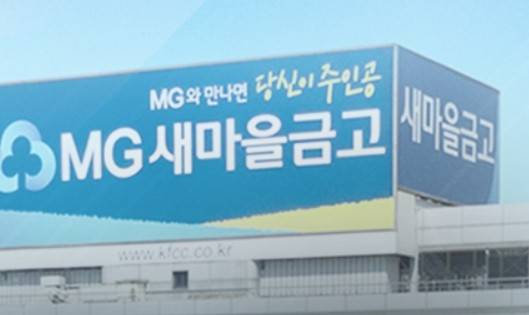 MG와 만나면 당신이 주인공
MG 새마을금고
새마을금고
www.kfcc.co.kr